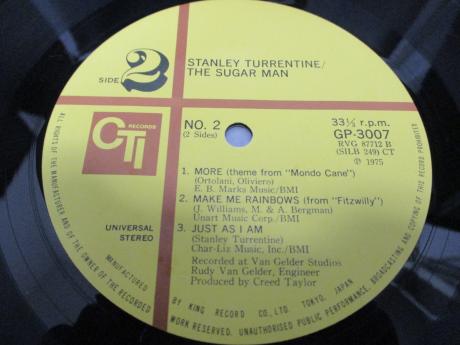 STANLEY TURRENTINE/
THE SUGAR MAN
SIDE 2
CTI RECORDS
NO. 2
(2 Sides)
33⅓ r.p.m.
GP-3007
RVG 87712 B
(SILB 249) CTI
℗ 1975
UNIVERSAL
STEREO
1. MORE (theme from "Mondo Cane")
(Ortolani, Oliviero)
E. B. Marks Music/BMI
2. MAKE ME RAINBOWS (from "Fitzwilly")
(J. Williams, M. & A. Bergman)
Unart Music Corp./BMI
3. JUST AS I AM
(Stanley Turrentine)
Char-Liz Music, Inc./BMI
Recorded at Van Gelder Studios
Rudy Van Gelder, Engineer
Produced by Creed Taylor
MANUFACTURED BY KING RECORD CO., LTD. TOKYO, JAPAN
ALL RIGHTS OF THE MANUFACTURER AND OF THE OWNER OF THE RECORDED WORK RESERVED. UNAUTHORISED PUBLIC PERFORMANCE, BROADCASTING AND COPYING OF THIS RECORD PROHIBITED